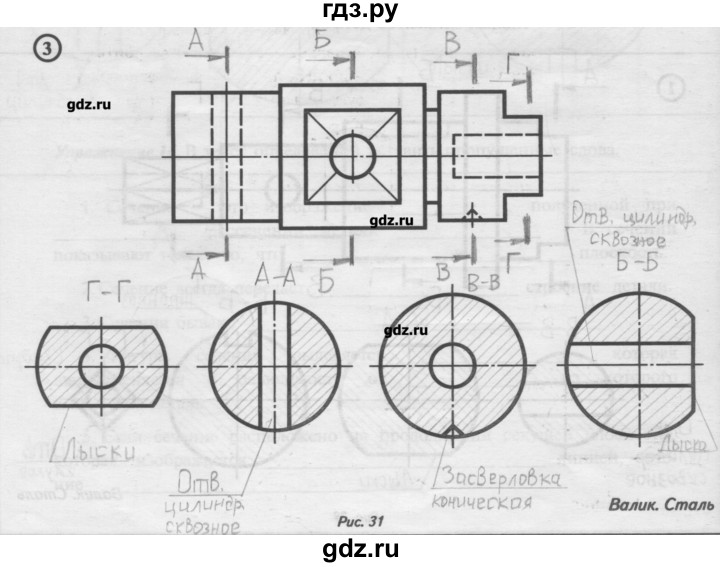 гдз.ру
3
А Б В Г
gdz.ru
gdz.ru
Отв. цилиндр.
сквозное
А Б В Г
Г-Г А-А В-В Б-Б
gdz.ru
Лыски
Лыска
Отв.
цилиндр.
сквозное
Засверловка
коническая
Валик. Сталь
Рис. 31
gdz.ru